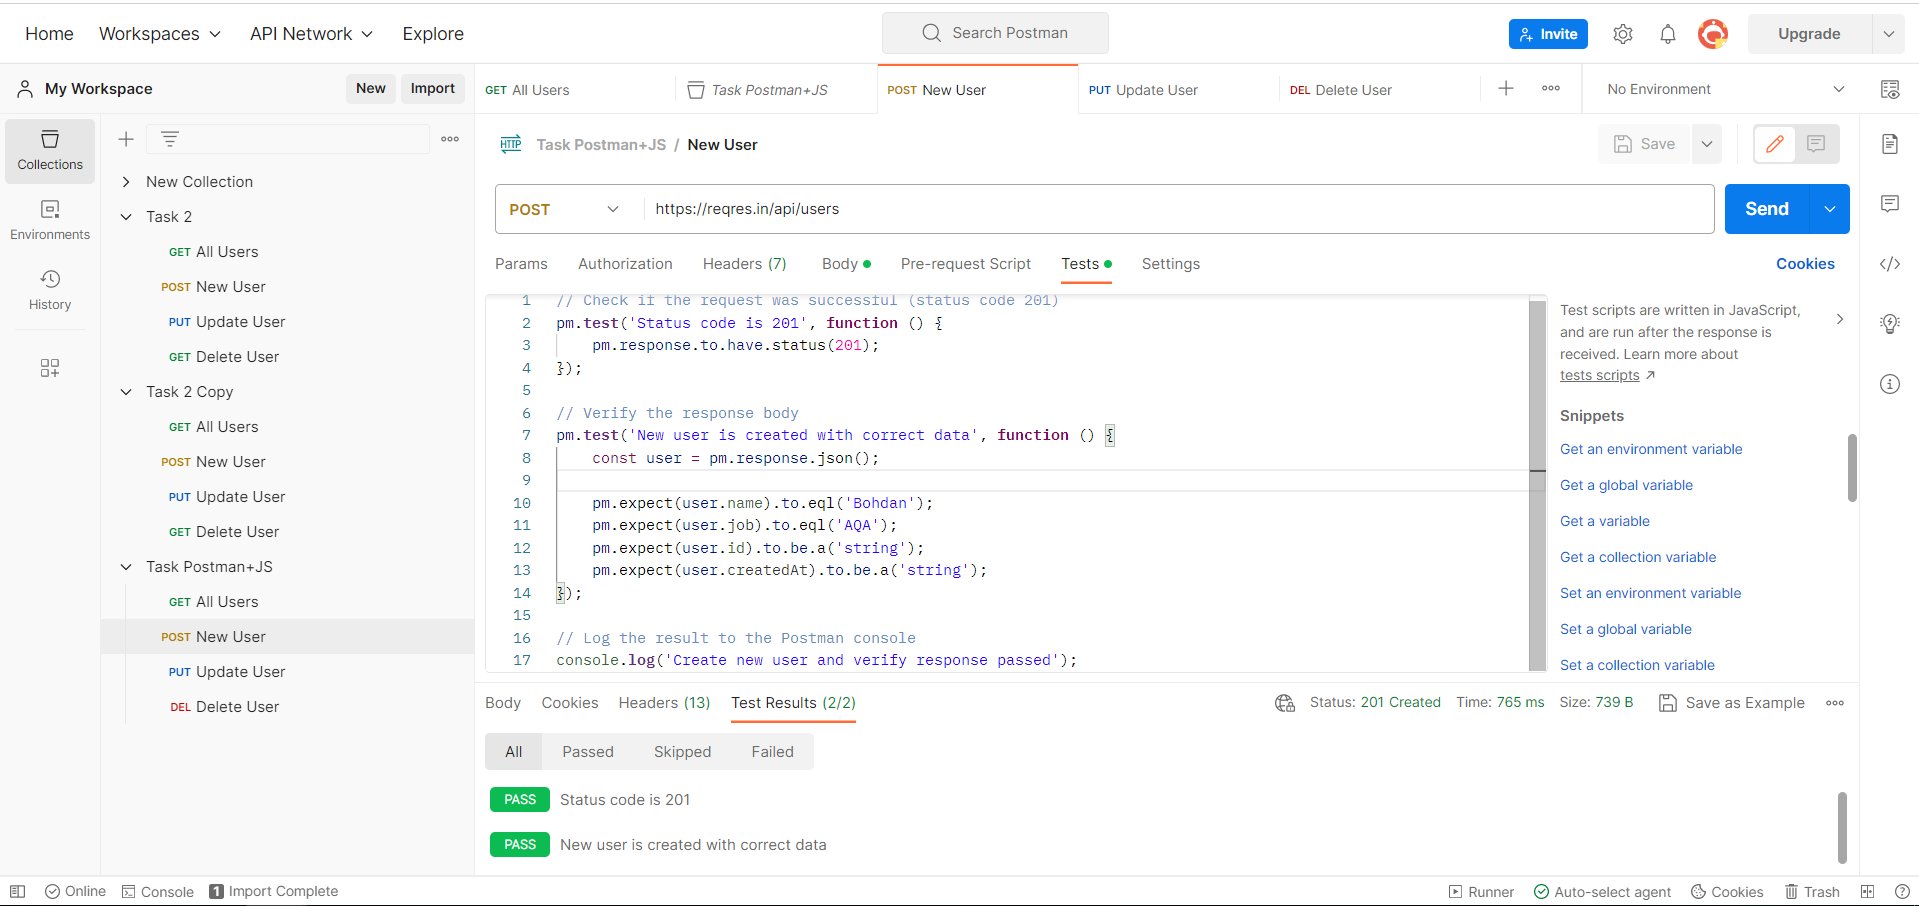 Home Workspaces API Network Explore Search Postman Invite Upgrade
My Workspace New Import GET All Users Task Postman+JS POST New User PUT Update User DEL Delete User No Environment
Collections
Environments
History
New Collection
Task 2
GET All Users
POST New User
PUT Update User
GET Delete User
Task 2 Copy
GET All Users
POST New User
PUT Update User
GET Delete User
Task Postman+JS
GET All Users
POST New User
PUT Update User
DEL Delete User
HTTP Task Postman+JS / New User Save
POST https://reqres.in/api/users Send
Params Authorization Headers (7) Body Pre-request Script Tests Settings Cookies
1 // Check if the request was successful (status code 201)
2 pm.test('Status code is 201', function () {
3 pm.response.to.have.status(201);
4 });
5
6 // Verify the response body
7 pm.test('New user is created with correct data', function () {
8 const user = pm.response.json();
9
10 pm.expect(user.name).to.eql('Bohdan');
11 pm.expect(user.job).to.eql('AQA');
12 pm.expect(user.id).to.be.a('string');
13 pm.expect(user.createdAt).to.be.a('string');
14 });
15
16 // Log the result to the Postman console
17 console.log('Create new user and verify response passed');
Test scripts are written in JavaScript,
and are run after the response is
received. Learn more about
tests scripts ↗
Snippets
Get an environment variable
Get a global variable
Get a variable
Get a collection variable
Set an environment variable
Set a global variable
Set a collection variable
Body Cookies Headers (13) Test Results (2/2) Status: 201 Created Time: 765 ms Size: 739 B Save as Example
All Passed Skipped Failed
PASS Status code is 201
PASS New user is created with correct data
Online Console 1 Import Complete Runner Auto-select agent Cookies Trash